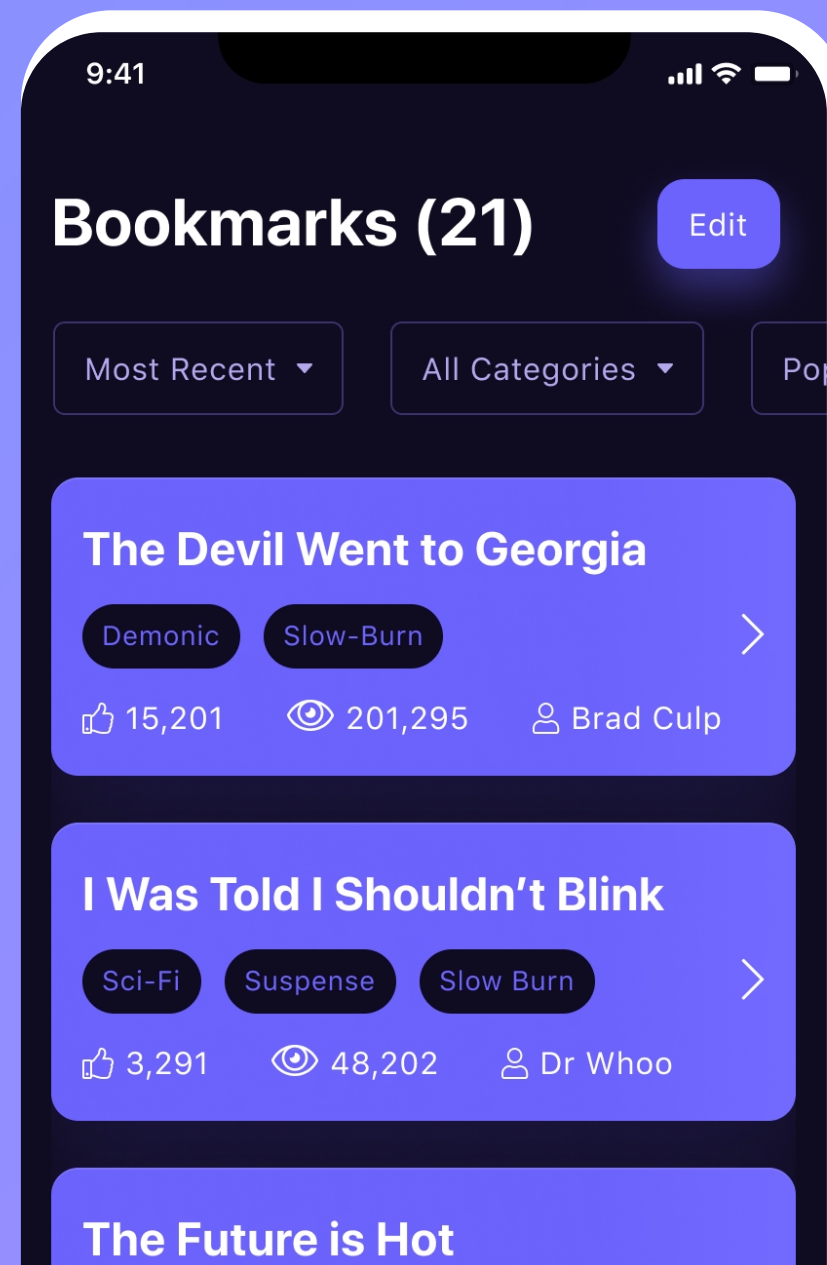 9:41
Bookmarks (21)
Edit
Most Recent
All Categories
The Devil Went to Georgia
Demonic
Slow-Burn
15,201
201,295
Brad Culp
I Was Told I Shouldn’t Blink
Sci-Fi
Suspense
Slow Burn
3,291
48,202
Dr Whoo
The Future is Hot